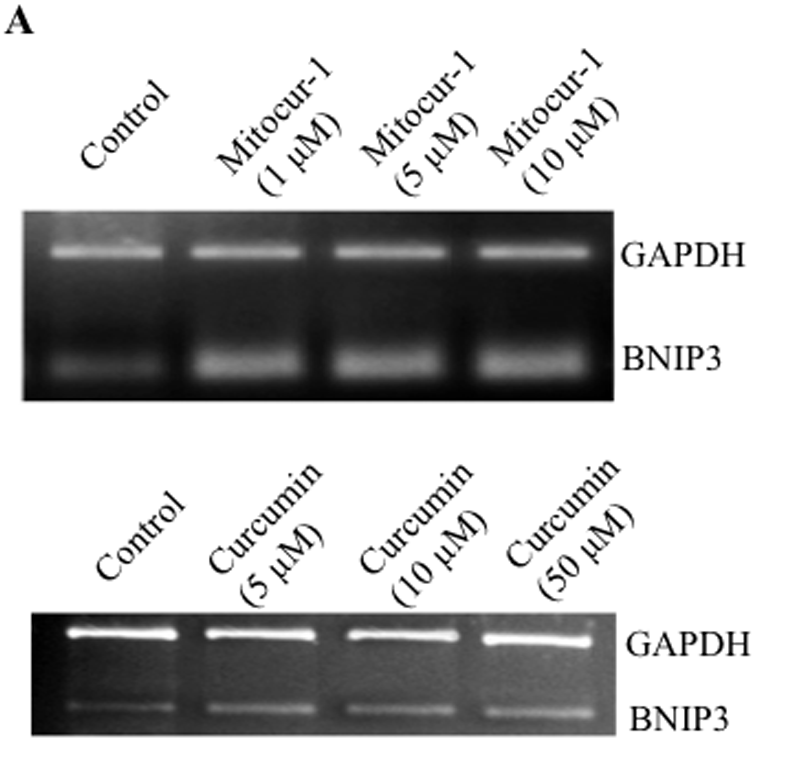 A
Control
Mitocur-1
(1 μM)
Mitocur-1
(5 μM)
Mitocur-1
(10 μM)
GAPDH
BNIP3
Control
Curcumin
(5 μM)
Curcumin
(10 μM)
Curcumin
(50 μM)
GAPDH
BNIP3